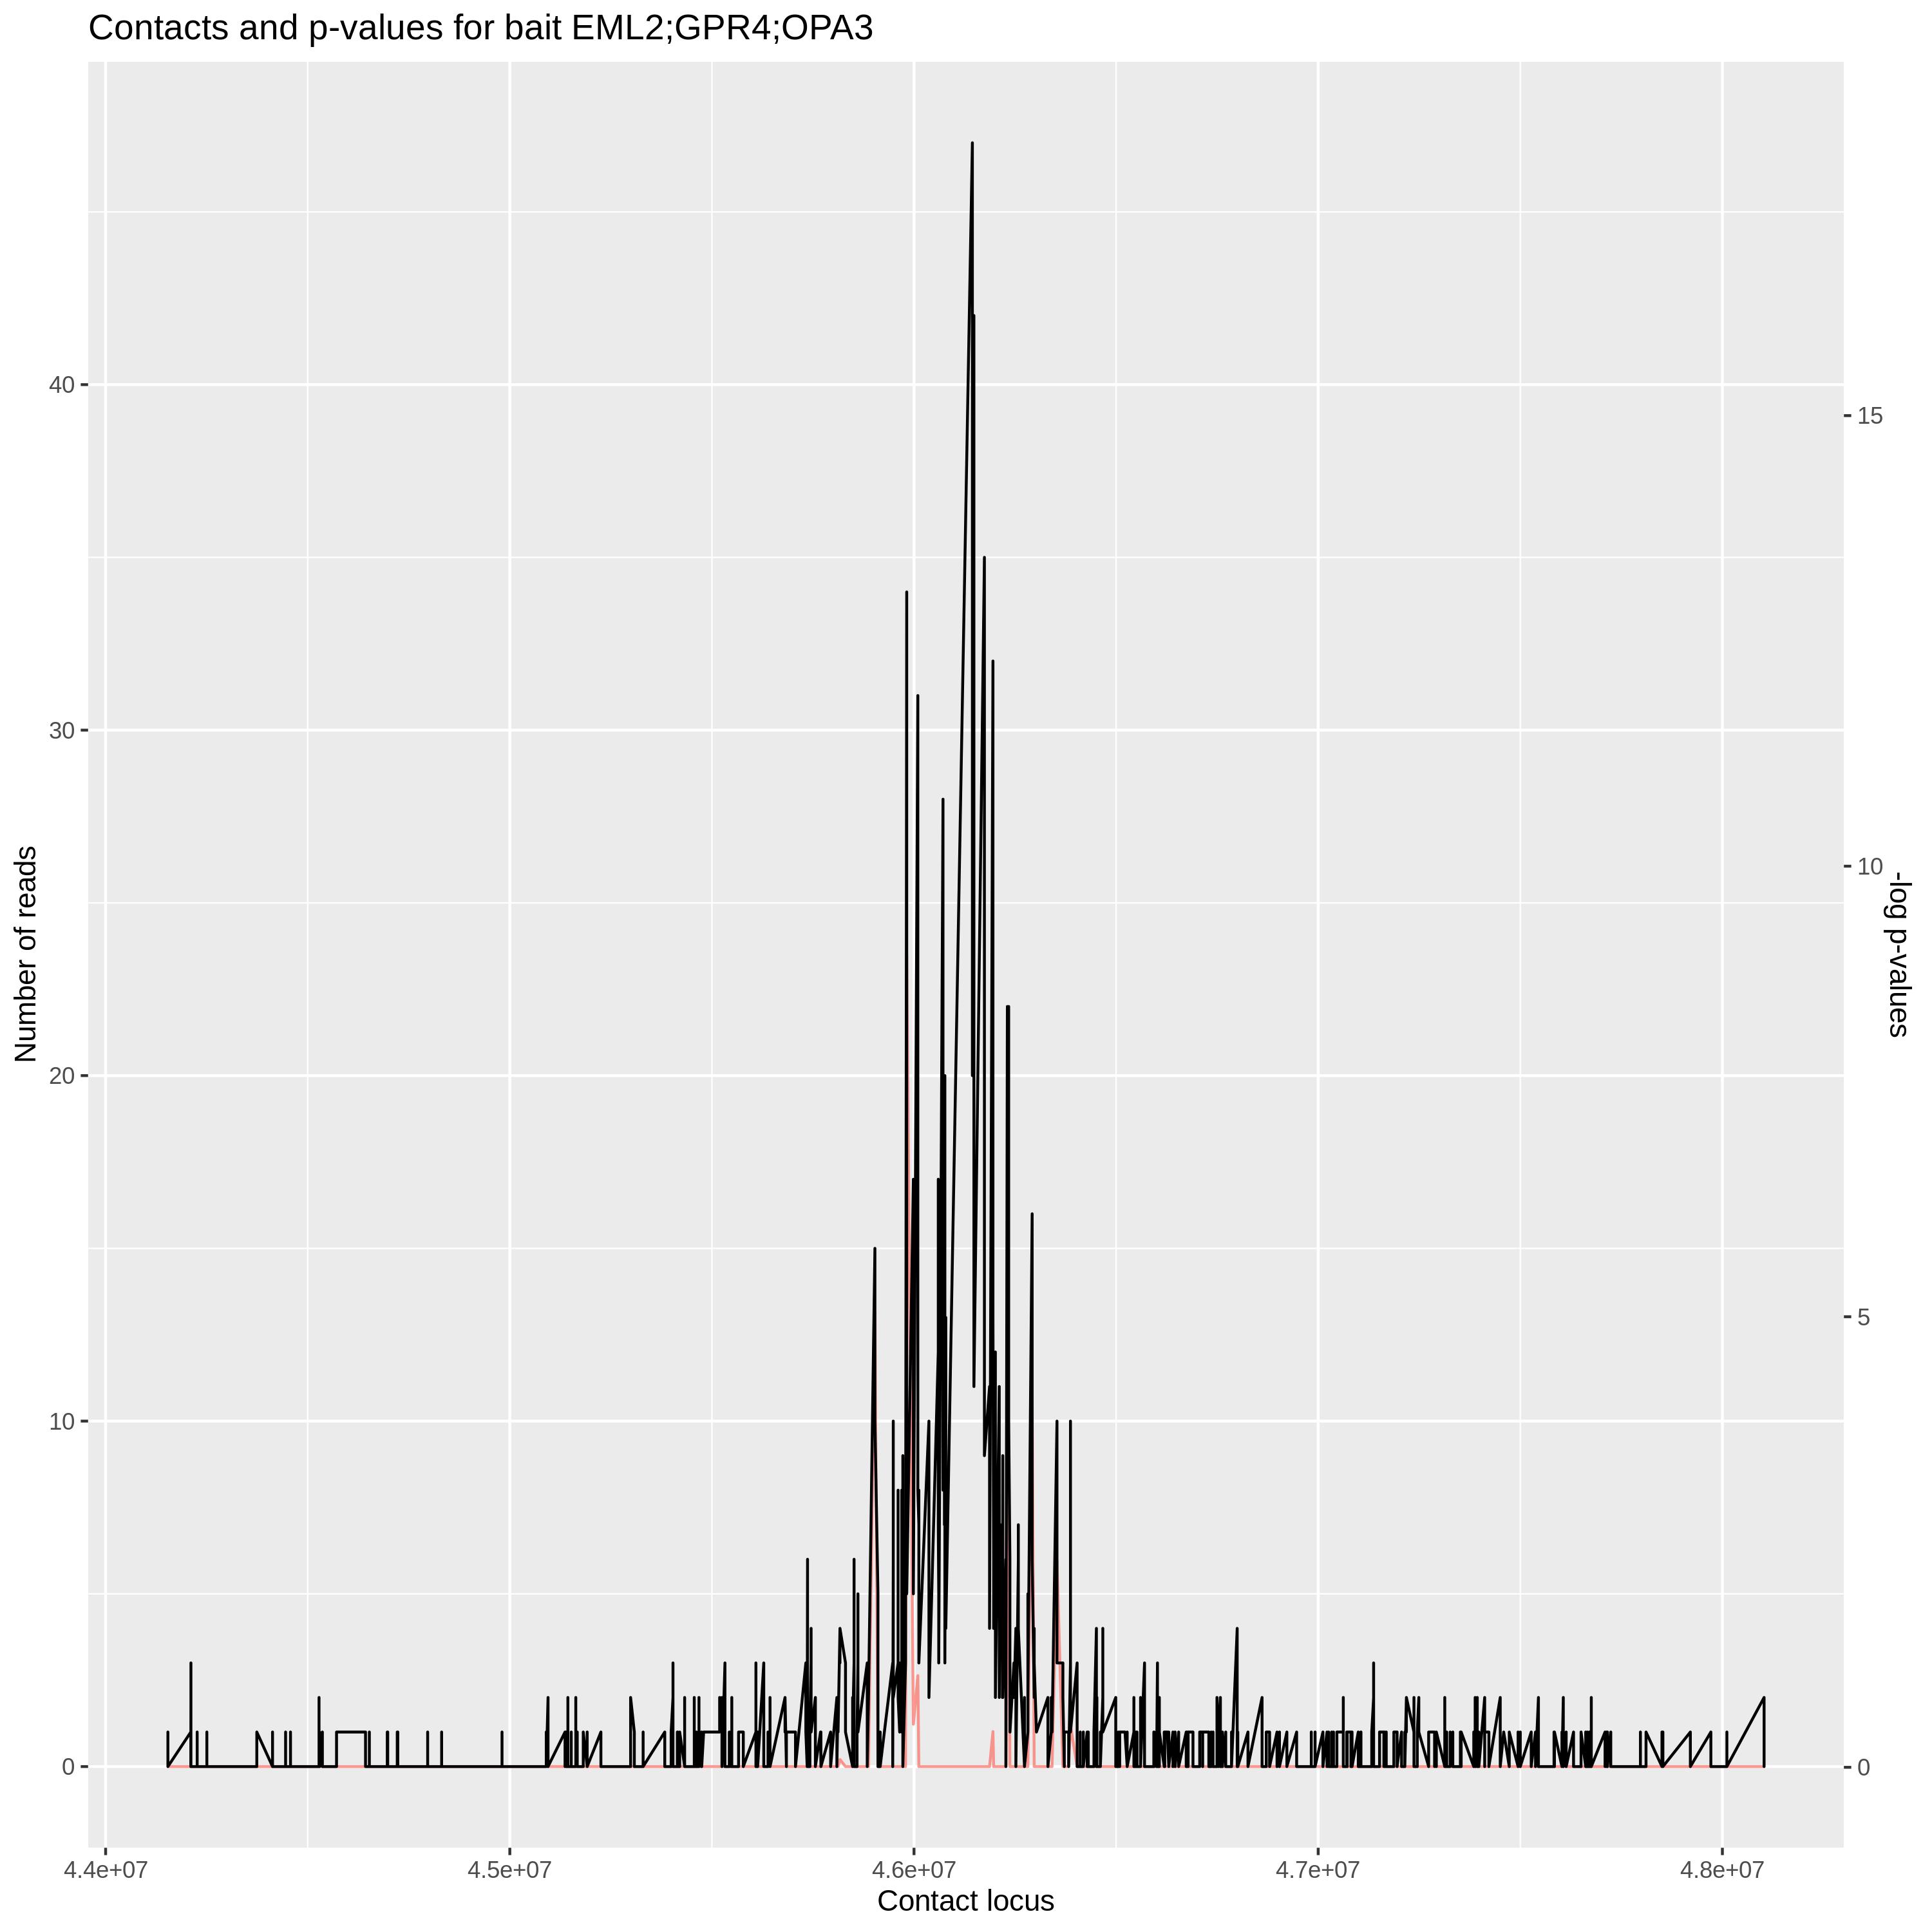 Contacts and p-values for bait EML2;GPR4;OPA3
Number of reads
40
30
20
10
0
15
10
5
0
-log p-values
4.4e+07
4.5e+07
4.6e+07
4.7e+07
4.8e+07
Contact locus